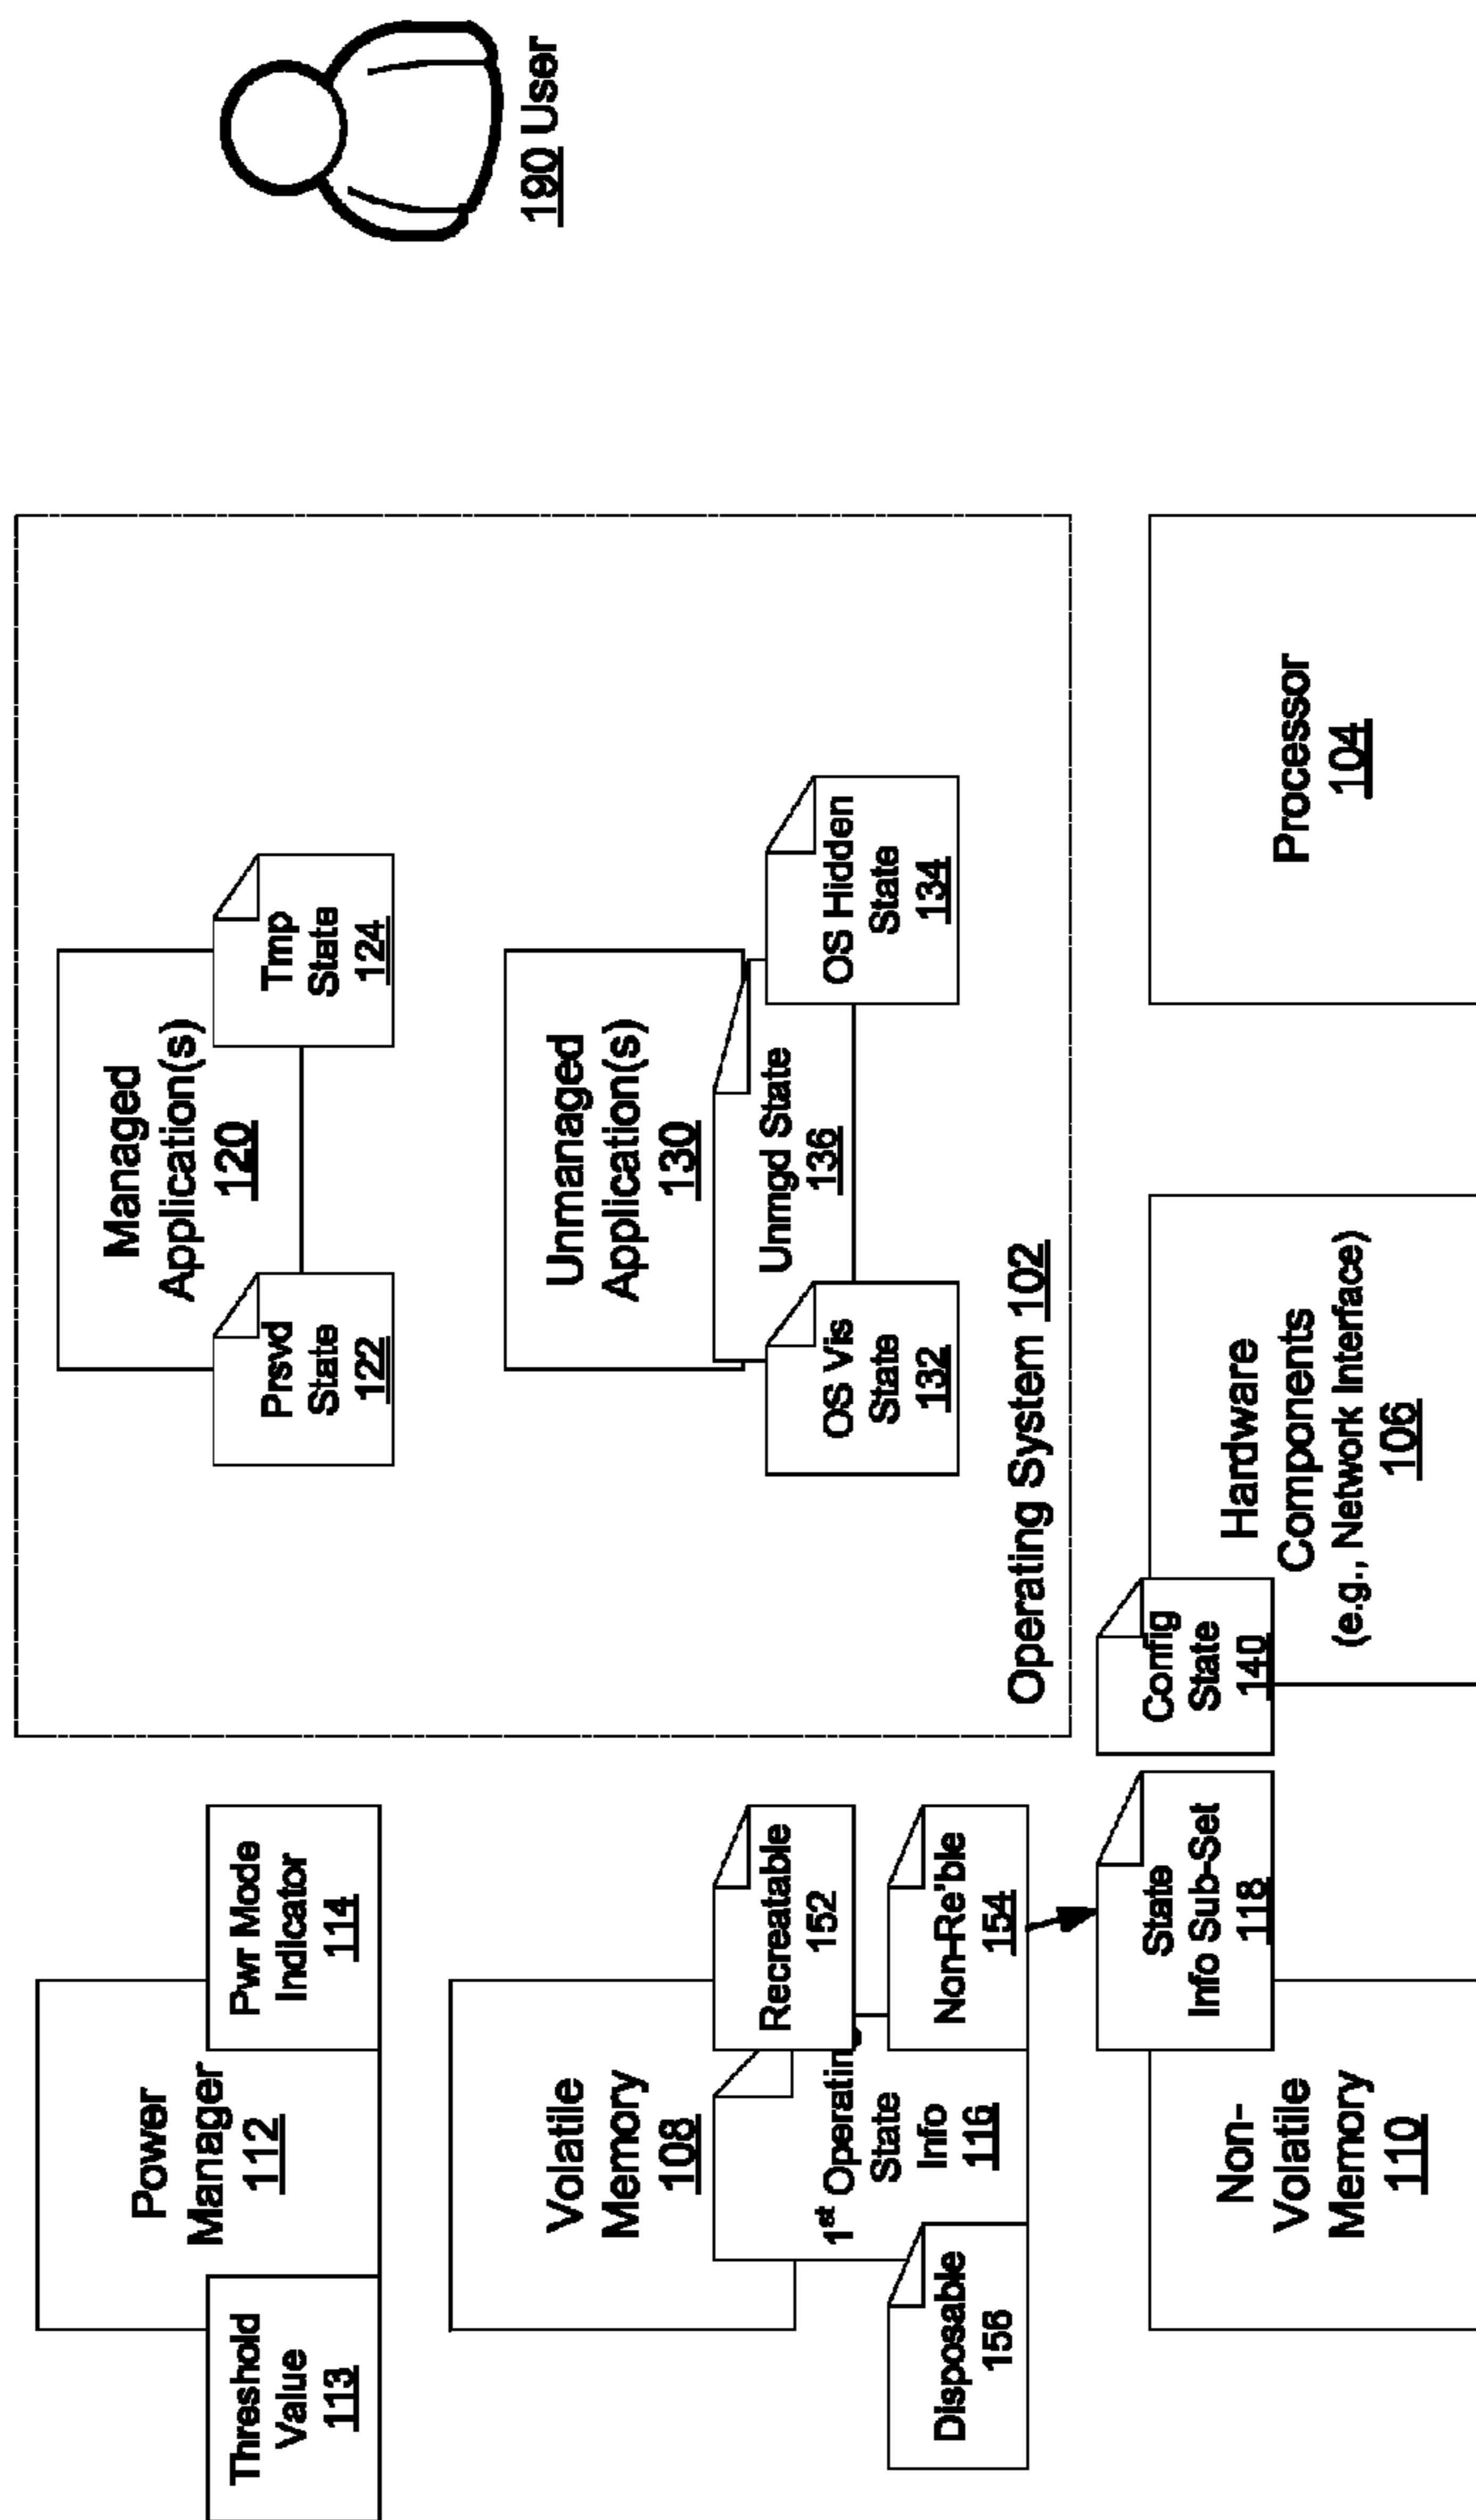 Threshold
Value
113
Power
Manager
112
Pwr Mode
Indicator
114
Managed
Application(s)
120
Prsvd
State
122
Tmp
State
124
190 User
Volatile
Memory
108
1st Operating
State
Info
116
Recreatable
152
Non-Re'ible
154
Disposable
156
Unmanaged
Application(s)
130
Unmgd State
136
OS Vis
State
132
OS Hidden
State
134
Operating System 102
Non-
Volatile
Memory
110
State
Info Sub-Set
118
Config
State
140
Hardware
Components
(e.g., Network Interface)
106
Processor
104